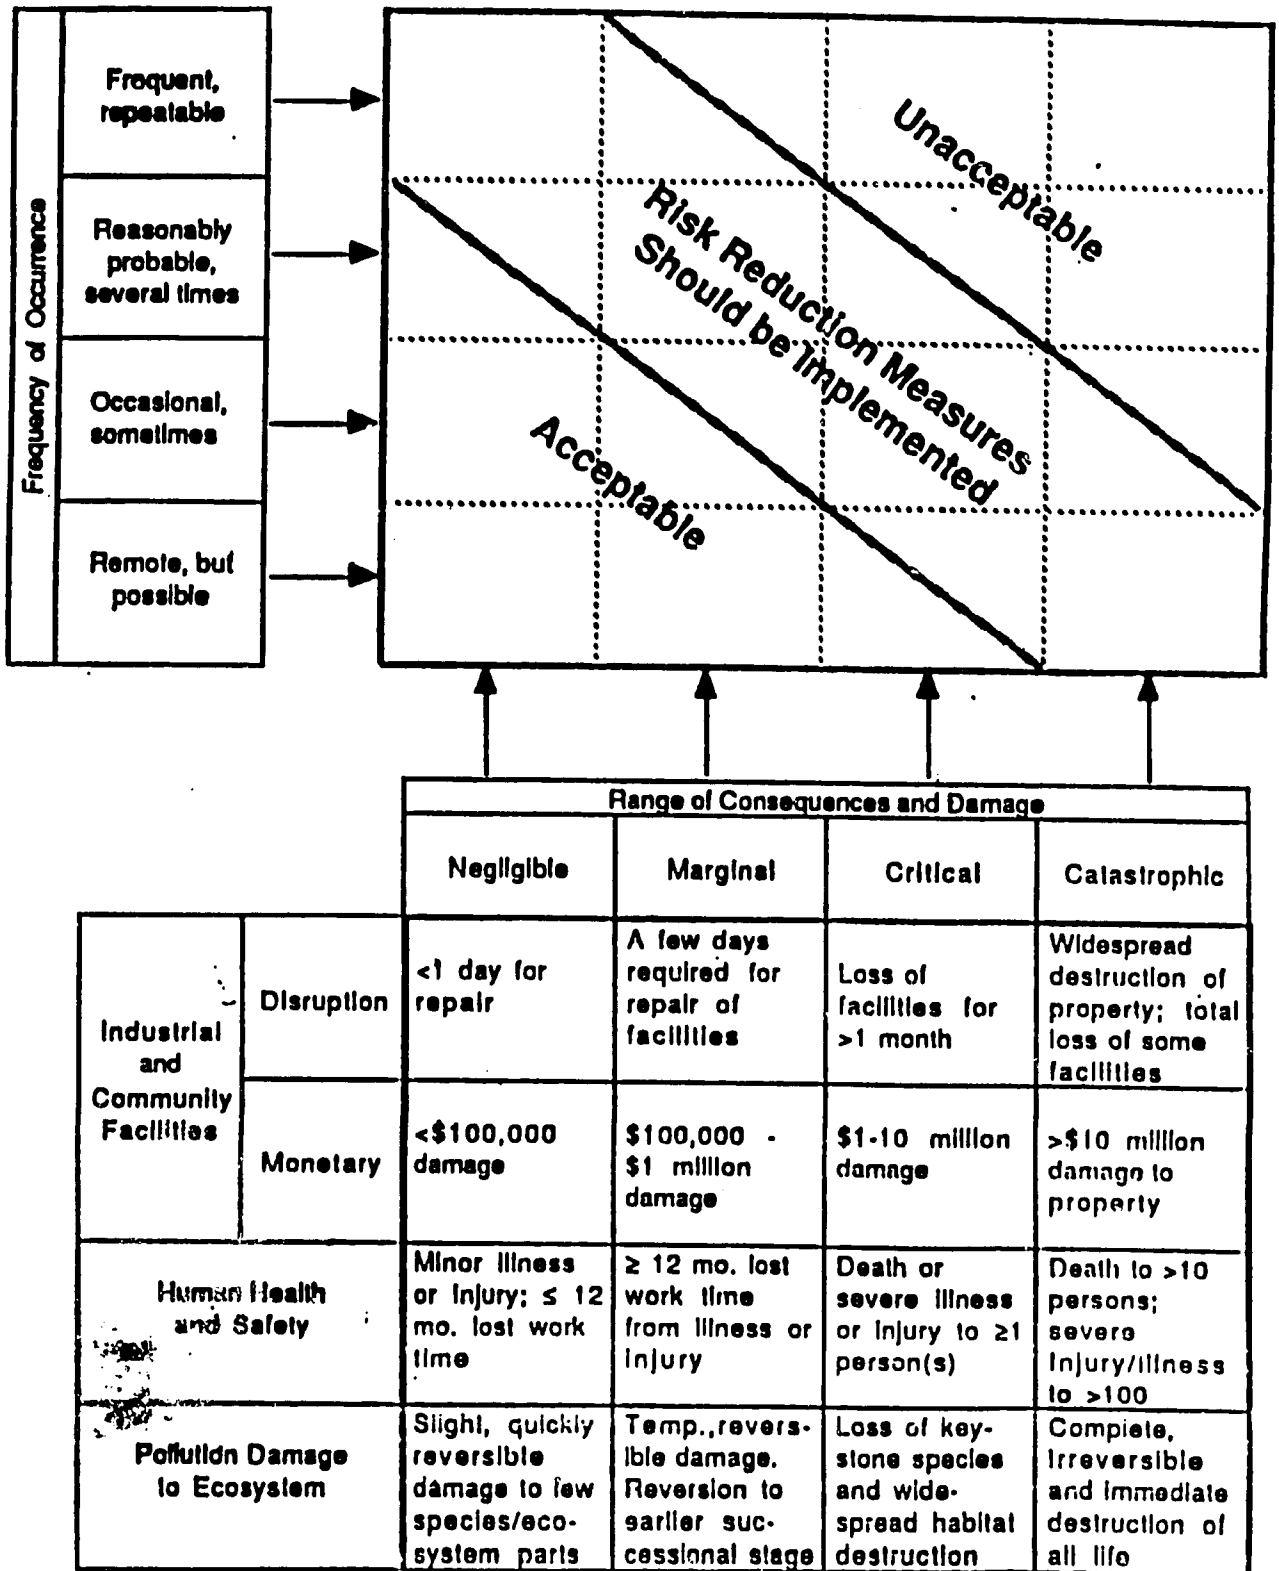 Frequency of Occurrence
Frequent,
repeatable
Reasonably
probable,
several times
Occasional,
sometimes
Remote, but
possible
Unacceptable
Risk Reduction Measures
Should be Implemented
Acceptable
Range of Consequences and Damage
Negligible
Marginal
Critical
Catastrophic
Industrial
and
Community
Facilities
Disruption
<1 day for
repair
A few days
required for
repair of
facilities
Loss of
facilities for
>1 month
Widespread
destruction of
property; total
loss of some
facilities
Monetary
<$100,000
damage
$100,000 -
$1 million
damage
$1-10 million
damage
>$10 million
damage to
property
Human Health
and Safety
Minor illness
or injury; ≤ 12
mo. lost work
time
≥ 12 mo. lost
work time
from illness or
injury
Death or
severe illness
or injury to ≥1
person(s)
Death to >10
persons;
severe
injury/illness
to >100
Pollution Damage
to Ecosystem
Slight, quickly
reversible
damage to few
species/eco-
system parts
Temp.,revers-
ible damage.
Reversion to
earlier suc-
cessional stage
Loss of key-
stone species
and wide-
spread habitat
destruction
Complete,
irreversible
and immediate
destruction of
all life